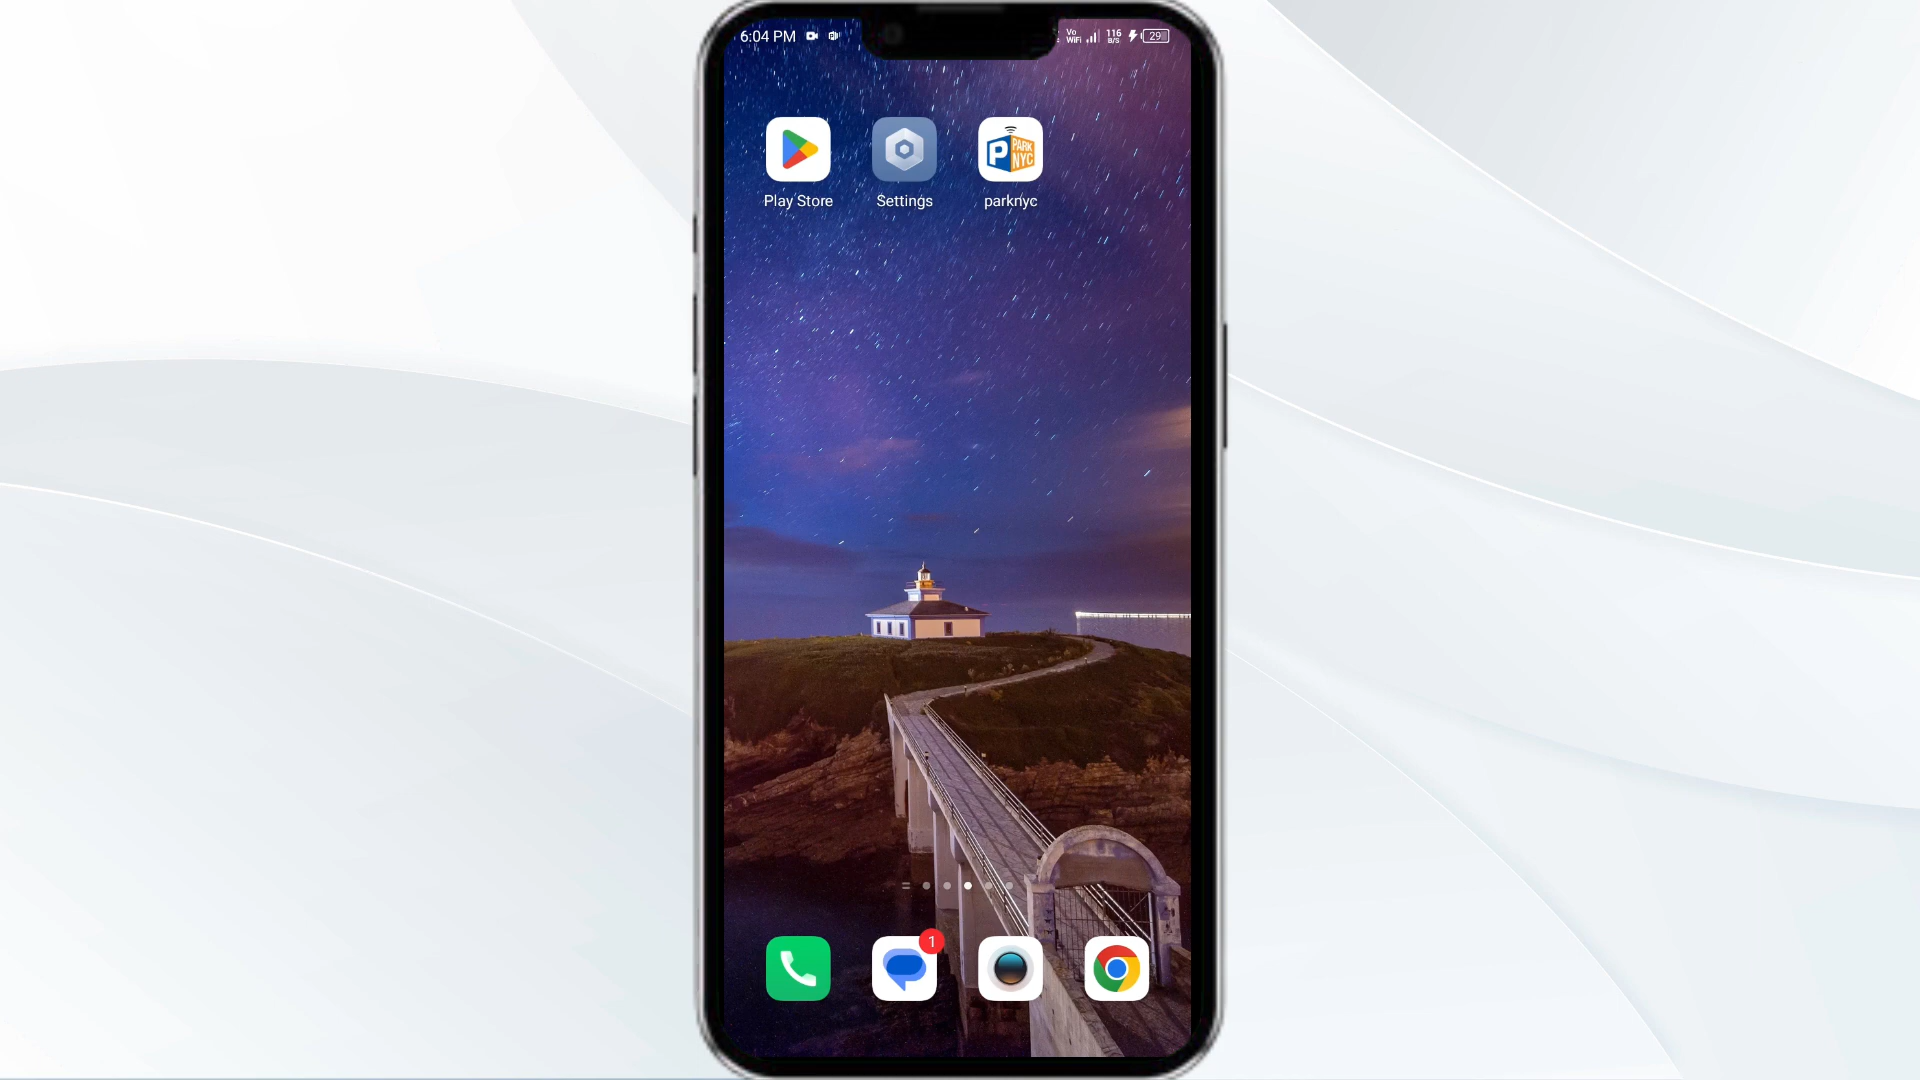 6:04 PM
Vo
WiFi
116
B/S
29
P
PARK
NYC
Play Store
Settings
parknyc
1